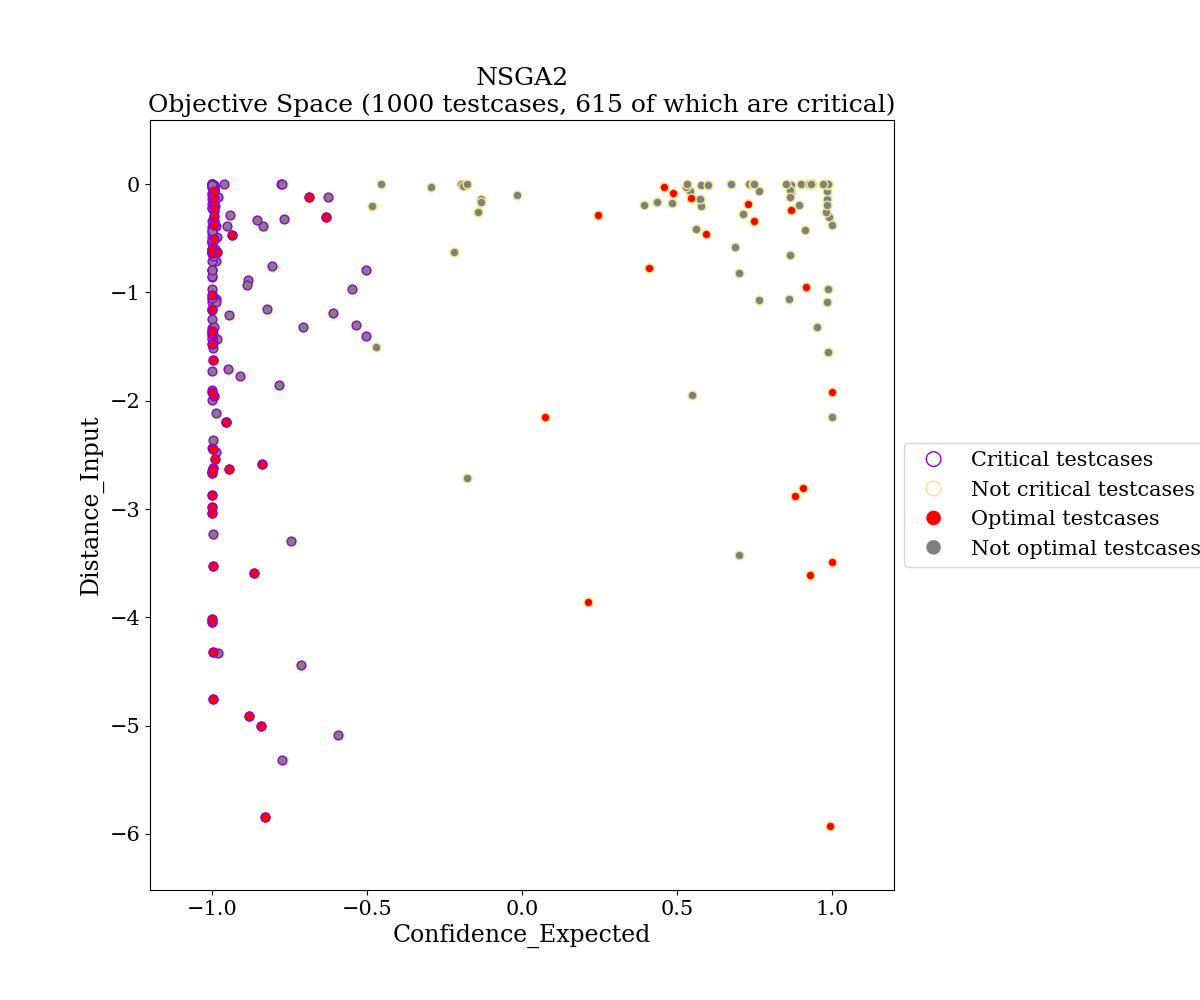 NSGA2
Objective Space (1000 testcases, 615 of which are critical)
0
−1
−2
−3
−4
−5
−6
Distance_Input
−1.0 −0.5 0.0 0.5 1.0
Confidence_Expected
Critical testcases
Not critical testcases
Optimal testcases
Not optimal testcases